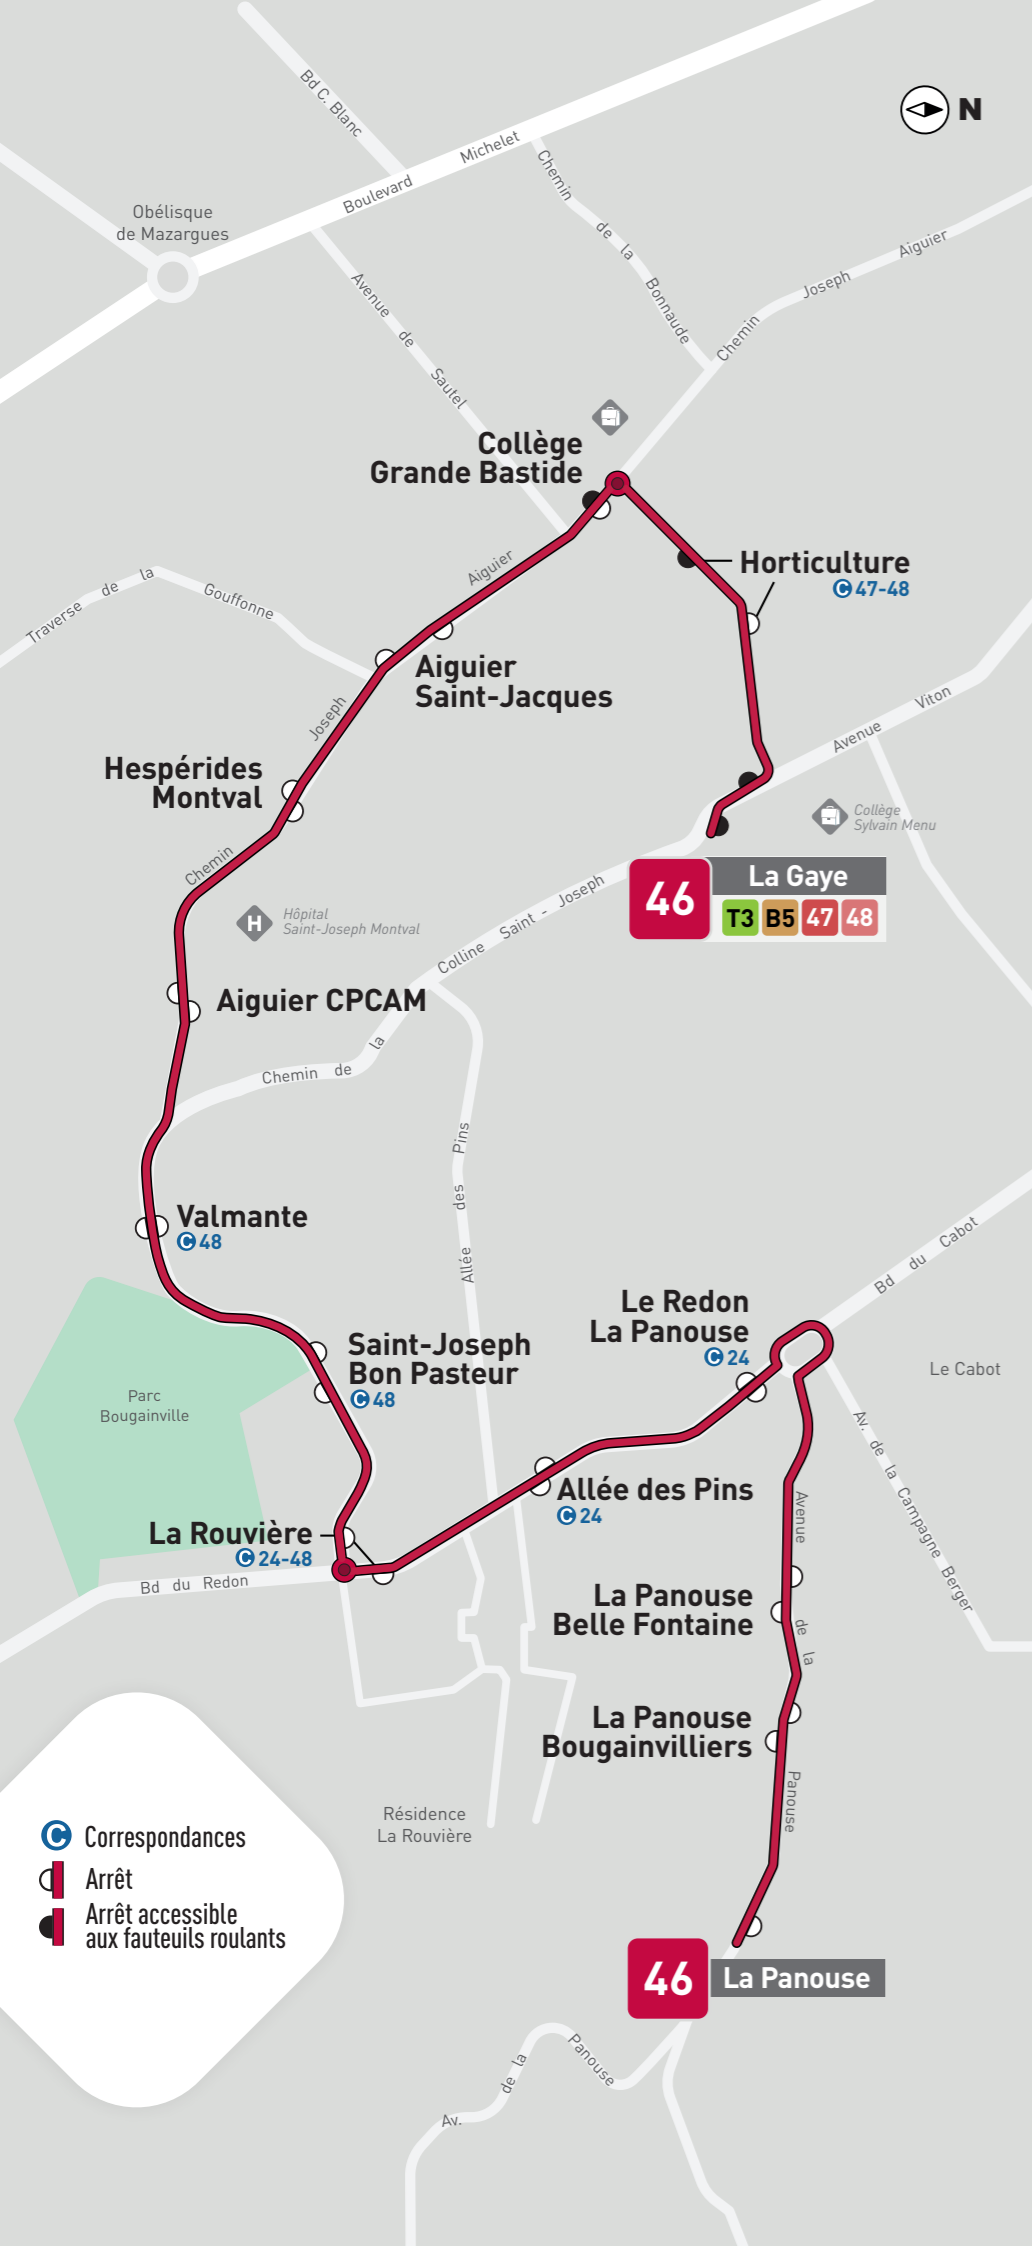 Bd C. Blanc
N
Boulevard Michelet
Chemin de la Bonnaude
Obélisque
de Mazargues
Chemin Joseph Aiguier
Avenue de Sautel
Collège
Grande Bastide
Horticulture
C 47-48
Aiguier
Traverse de la Gouffonne
Aiguier
Saint-Jacques
Joseph
Avenue Viton
Hespérides
Montval
Collège
Sylvain Menu
Chemin
46
La Gaye
T3 B5 47 48
H
Hôpital
Saint-Joseph Montval
Chemin de la Colline Saint - Joseph
Aiguier CPCAM
Allée des Pins
Valmante
C 48
Bd du Cabot
Le Redon
La Panouse
C 24
Saint-Joseph
Bon Pasteur
C 48
Le Cabot
Parc
Bougainville
Av. de la Campagne Berger
Allée des Pins
C 24
La Rouvière
C 24-48
Bd du Redon
Avenue de la Panouse
La Panouse
Belle Fontaine
La Panouse
Bougainvilliers
Résidence
La Rouvière
C Correspondances
Arrêt
Arrêt accessible
aux fauteuils roulants
46
La Panouse
Av. de la Panouse